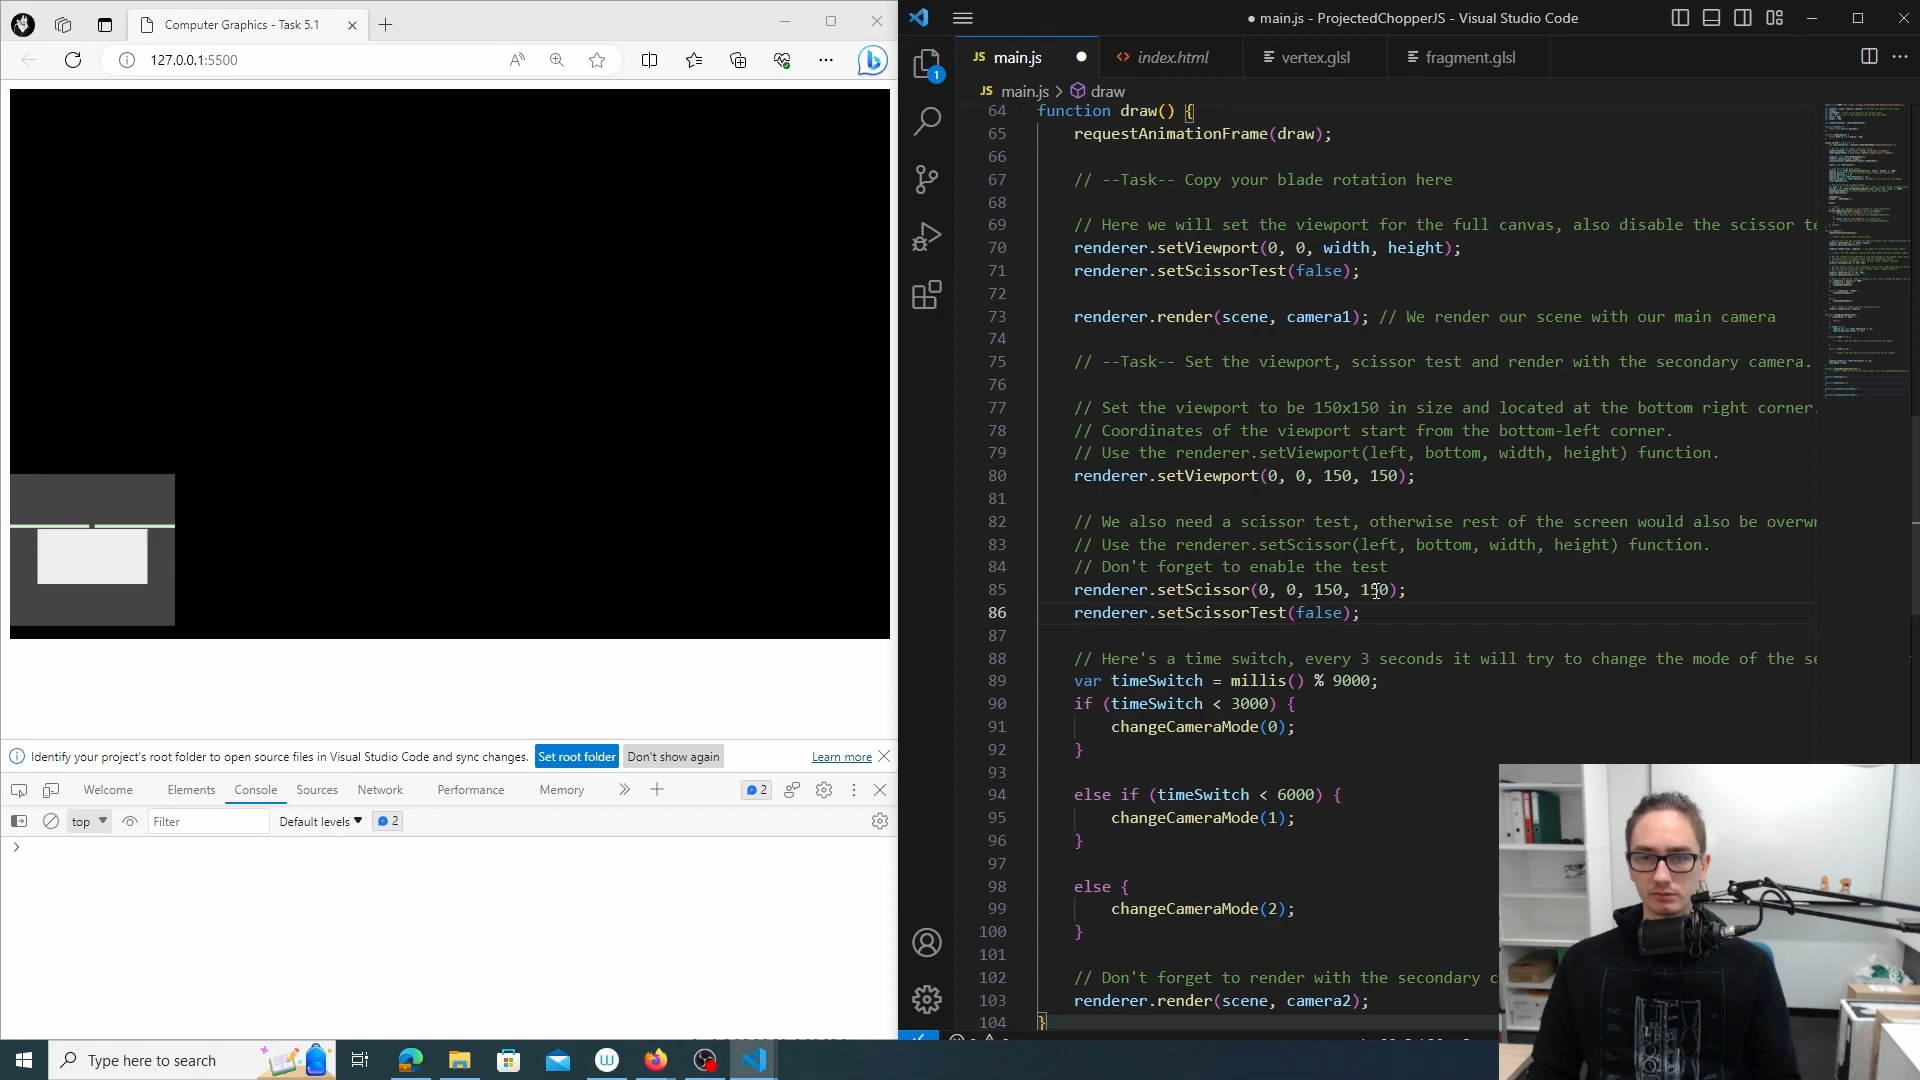 Computer Graphics - Task 5.1
127.0.0.1:5500
Identify your project's root folder to open source files in Visual Studio Code and sync changes. Set root folder Don't show again Learn more
Welcome Elements Console Sources Network Performance Memory 2
top Filter Default levels 2
main.js - ProjectedChopperJS - Visual Studio Code
1
JS main.js index.html vertex.glsl fragment.glsl
JS main.js > draw
64 function draw() {
65 requestAnimationFrame(draw);
66
67 // --Task-- Copy your blade rotation here
68
69 // Here we will set the viewport for the full canvas, also disable the scissor te
70 renderer.setViewport(0, 0, width, height);
71 renderer.setScissorTest(false);
72
73 renderer.render(scene, camera1); // We render our scene with our main camera
74
75 // --Task-- Set the viewport, scissor test and render with the secondary camera.
76
77 // Set the viewport to be 150x150 in size and located at the bottom right corner.
78 // Coordinates of the viewport start from the bottom-left corner.
79 // Use the renderer.setViewport(left, bottom, width, height) function.
80 renderer.setViewport(0, 0, 150, 150);
81
82 // We also need a scissor test, otherwise rest of the screen would also be overw
83 // Use the renderer.setScissor(left, bottom, width, height) function.
84 // Don't forget to enable the test
85 renderer.setScissor(0, 0, 150, 150);
86 renderer.setScissorTest(false);
87
88 // Here's a time switch, every 3 seconds it will try to change the mode of the se
89 var timeSwitch = millis() % 9000;
90 if (timeSwitch < 3000) {
91 changeCameraMode(0);
92 }
93
94 else if (timeSwitch < 6000) {
95 changeCameraMode(1);
96 }
97
98 else {
99 changeCameraMode(2);
100 }
101
102 // Don't forget to render with the secondary c
103 renderer.render(scene, camera2);
104 }
Type here to search